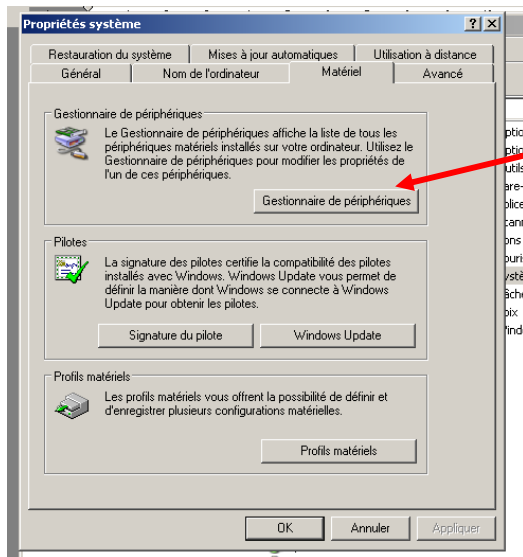 Propriétés système
Restauration du système
Mises à jour automatiques
Utilisation à distance
Général
Nom de l'ordinateur
Matériel
Avancé
Gestionnaire de périphériques
Le Gestionnaire de périphériques affiche la liste de tous les
périphériques matériels installés sur votre ordinateur. Utilisez le
Gestionnaire de périphériques pour modifier les propriétés de
l'un de ces périphériques.
Gestionnaire de périphériques
Pilotes
La signature des pilotes certifie la compatibilité des pilotes
installés avec Windows. Windows Update vous permet de
définir la manière dont Windows se connecte à Windows
Update pour obtenir les pilotes.
Signature du pilote
Windows Update
Profils matériels
Les profils matériels vous offrent la possibilité de définir et
d'enregistrer plusieurs configurations matérielles.
Profils matériels
OK
Annuler
Appliquer